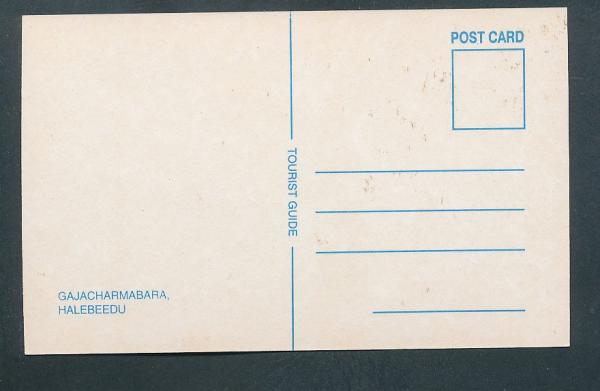 POST CARD
TOURIST GUIDE
GAJACHARMABARA,
HALEBEEDU